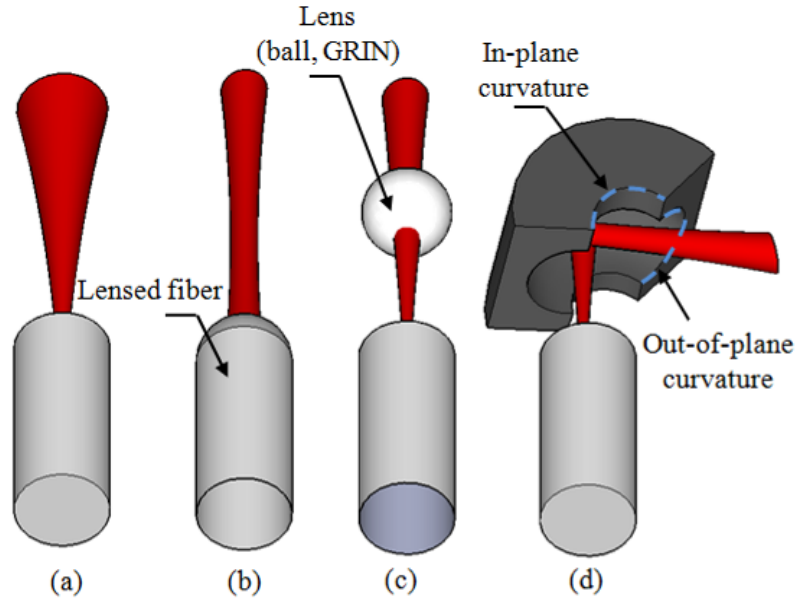 Lens
(ball, GRIN)
In-plane
curvature
Lensed fiber
Out-of-plane
curvature
(a)
(b)
(c)
(d)